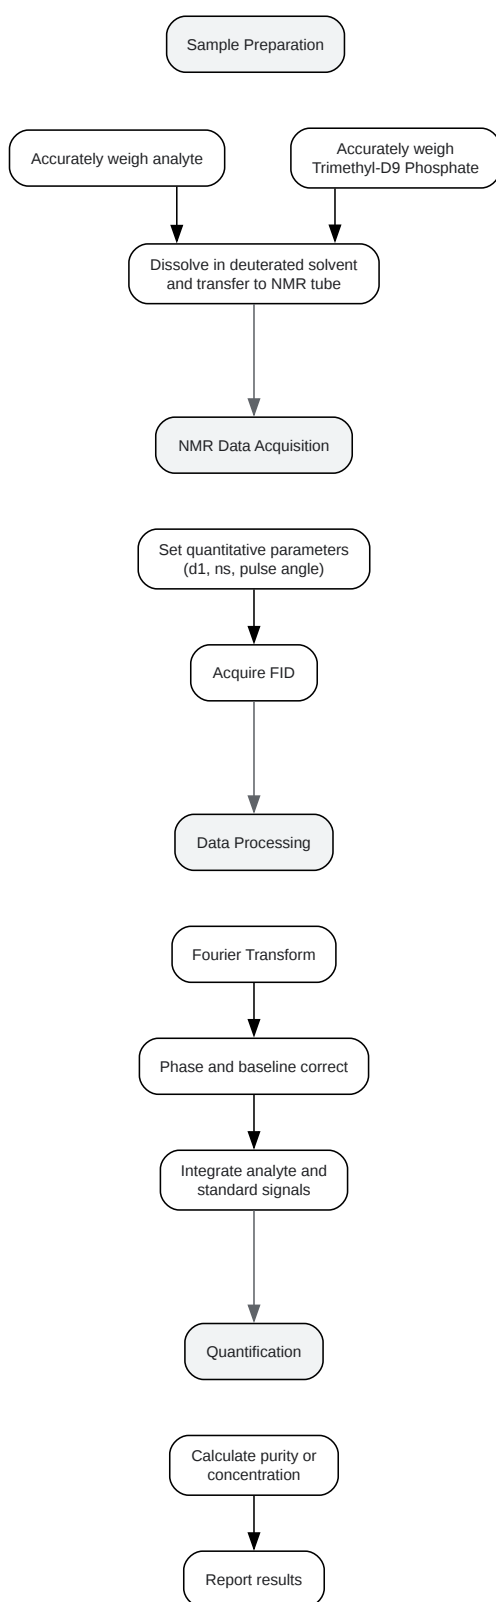 Sample Preparation
Accurately weigh analyte
Accurately weigh
Trimethyl-D9 Phosphate
Dissolve in deuterated solvent
and transfer to NMR tube
NMR Data Acquisition
Set quantitative parameters
(d1, ns, pulse angle)
Acquire FID
Data Processing
Fourier Transform
Phase and baseline correct
Integrate analyte and
standard signals
Quantification
Calculate purity or
concentration
Report results